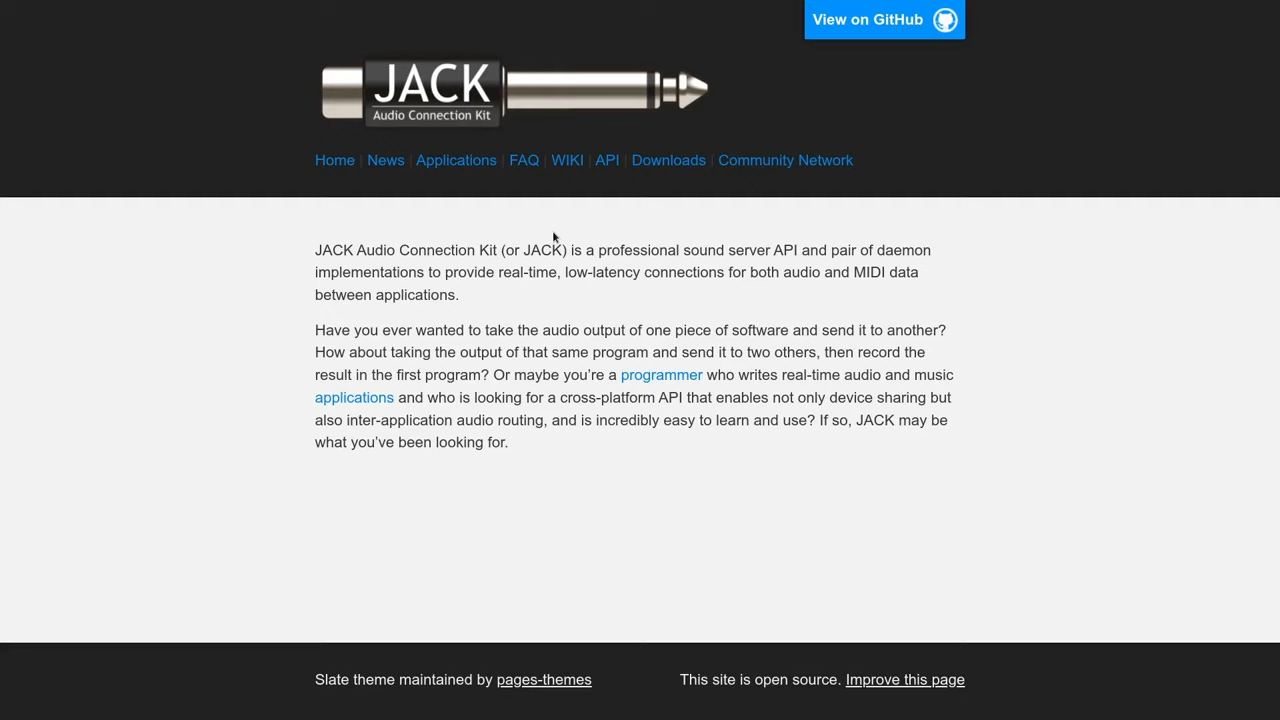 View on GitHub
JACK
Audio Connection Kit
Home | News | Applications | FAQ | WIKI | API | Downloads | Community Network
JACK Audio Connection Kit (or JACK) is a professional sound server API and pair of daemon
implementations to provide real-time, low-latency connections for both audio and MIDI data
between applications.
Have you ever wanted to take the audio output of one piece of software and send it to another?
How about taking the output of that same program and send it to two others, then record the
result in the first program? Or maybe you’re a programmer who writes real-time audio and music
applications and who is looking for a cross-platform API that enables not only device sharing but
also inter-application audio routing, and is incredibly easy to learn and use? If so, JACK may be
what you’ve been looking for.
Slate theme maintained by pages-themes
This site is open source. Improve this page